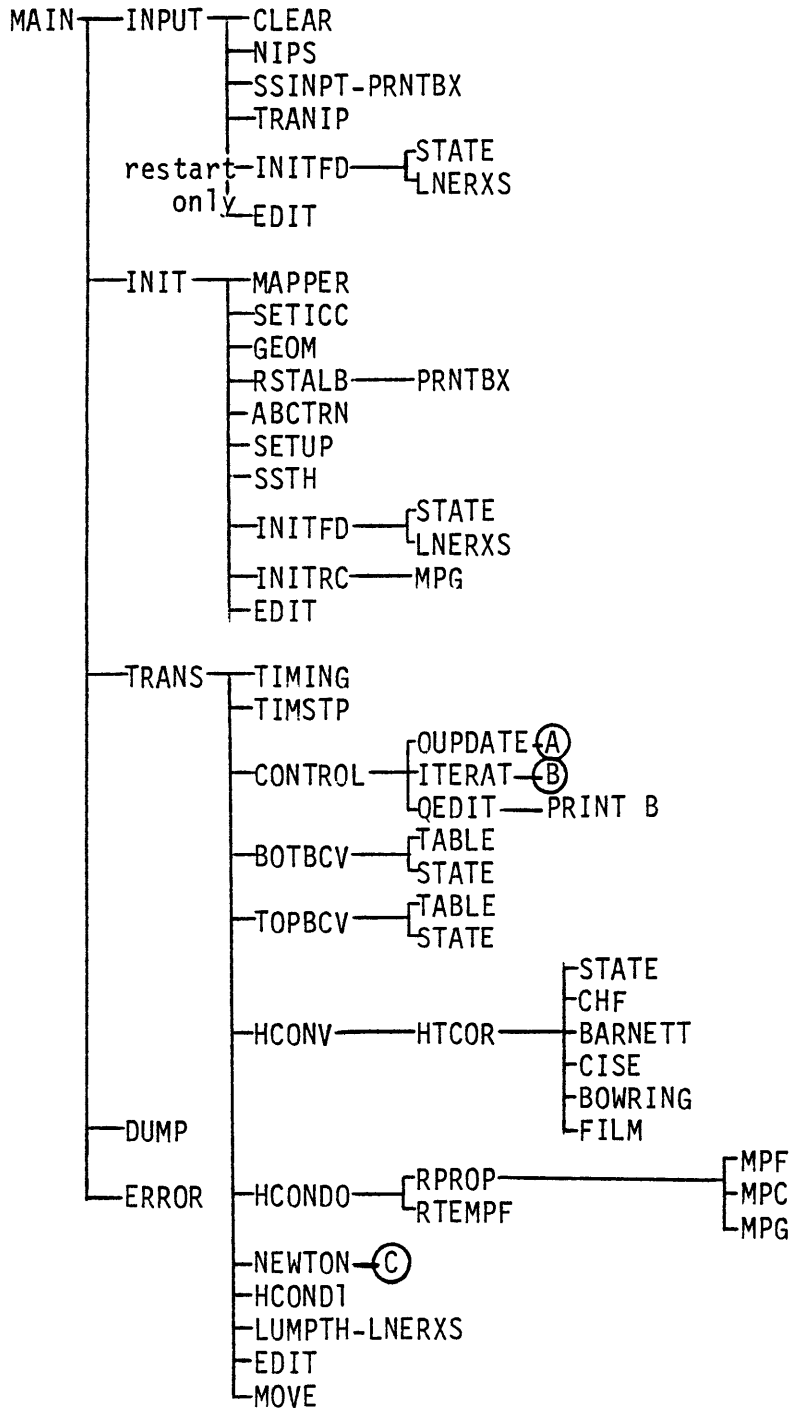 MAIN INPUT CLEAR
NIPS
SSINPT-PRNTBX
TRANIP
STATE
restart INITFD
LNERXS
only
EDIT
INIT MAPPER
SETICC
GEOM
RSTALB PRNTBX
ABCTRN
SETUP
SSTH
STATE
INITFD
LNERXS
INITRC MPG
EDIT
TRANS TIMING
TIMSTP
OUPDATE A
CONTROL ITERAT B
QEDIT PRINT B
TABLE
BOTBCV
STATE
TABLE
TOPBCV
STATE
STATE
CHF
HCONV HTCOR BARNETT
CISE
BOWRING
DUMP FILM
MPF
RPROP
ERROR HCONDO MPC
RTEMPF
MPG
NEWTON C
HCOND1
LUMPTH-LNERXS
EDIT
MOVE